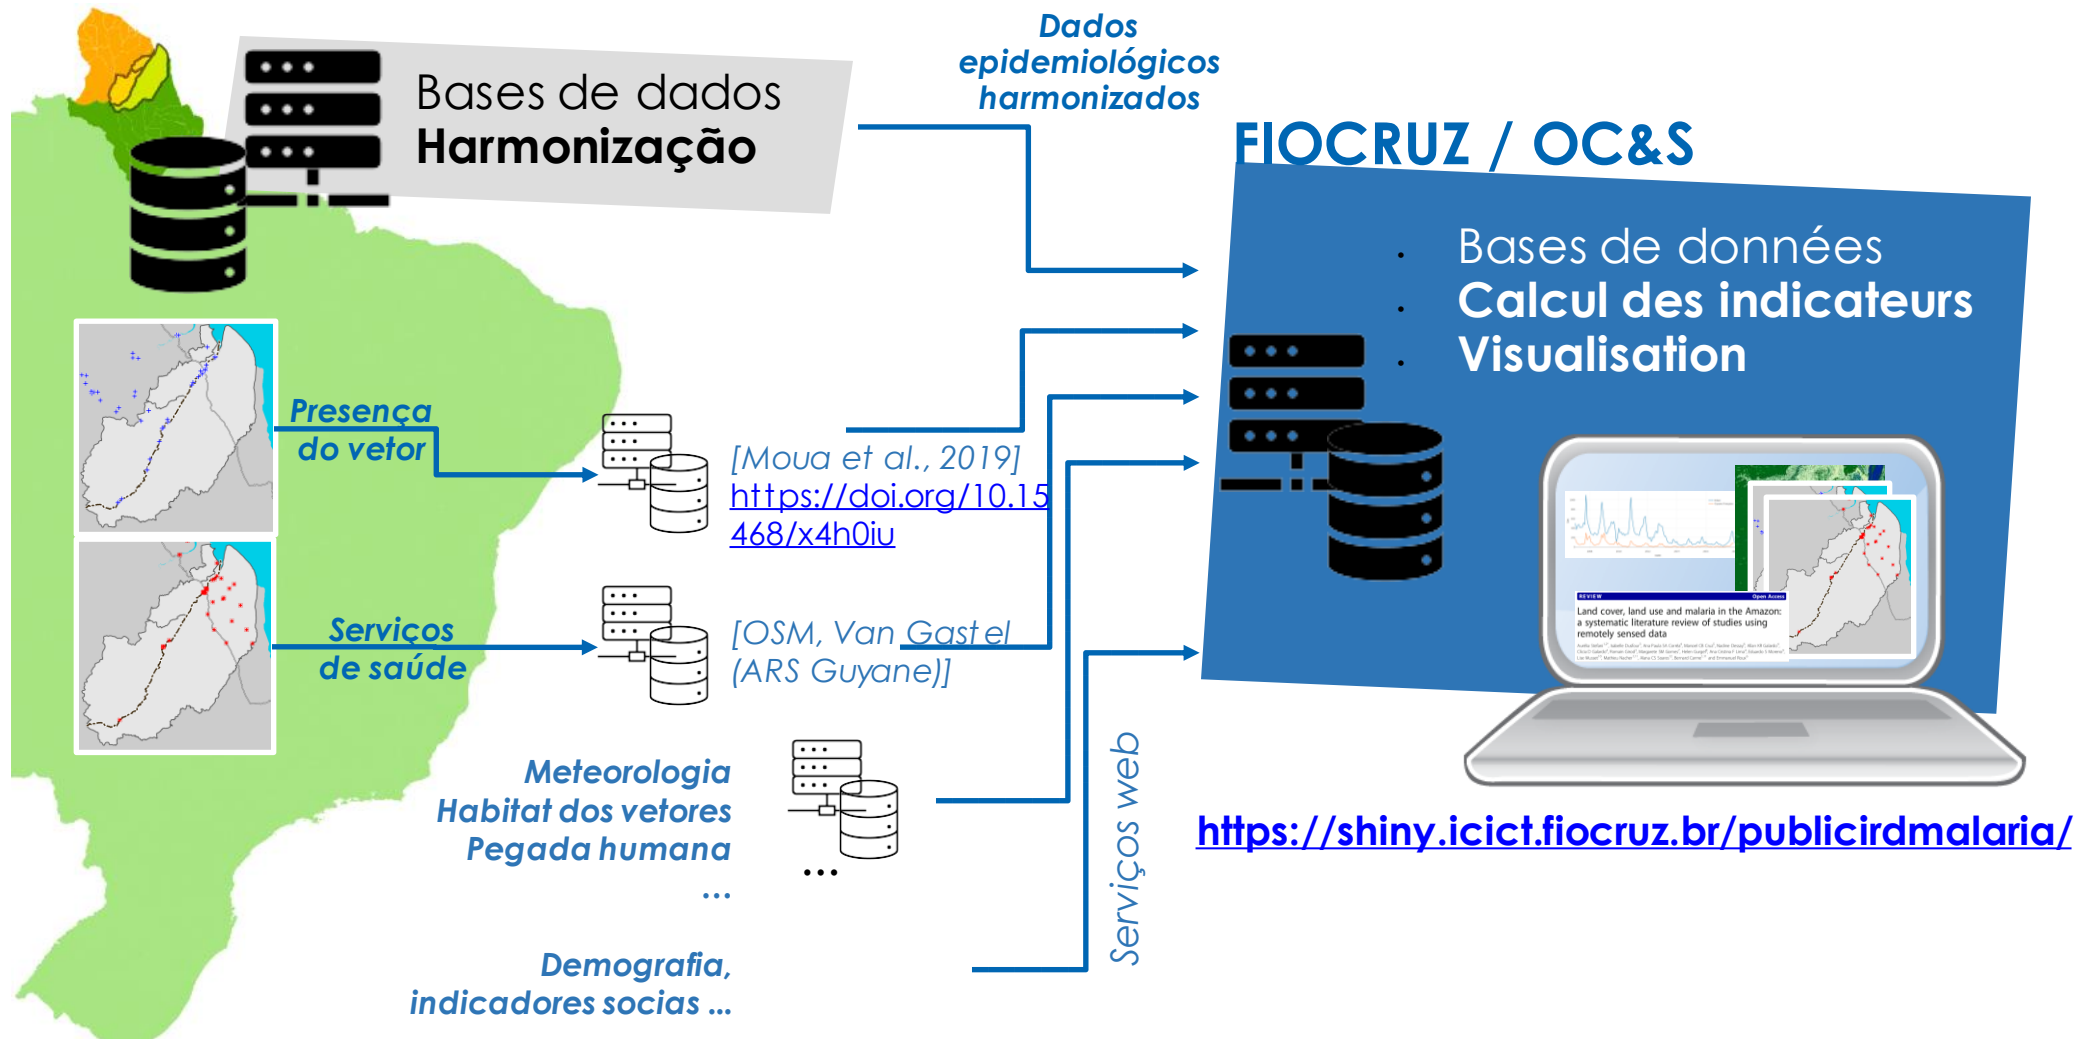 Dados
epidemiológicos
harmonizados
Bases de dados
Harmonização
FIOCRUZ / OC&S
Bases de données
Calcul des indicateurs
Visualisation
Presença
do vetor
[Moua et al., 2019]
https://doi.org/10.15
468/x4h0iu
Serviços
de saúde
[OSM, Van Gastel
(ARS Guyane)]
REVIEW
Open Access
Land cover, land use and malaria in the Amazon:
a systematic literature review of studies using
remotely sensed data
Meteorologia
Habitat dos vetores
Pegada humana
...
...
Serviços web
https://shiny.icict.fiocruz.br/publicirdmalaria/
Demografia,
indicadores socias ...